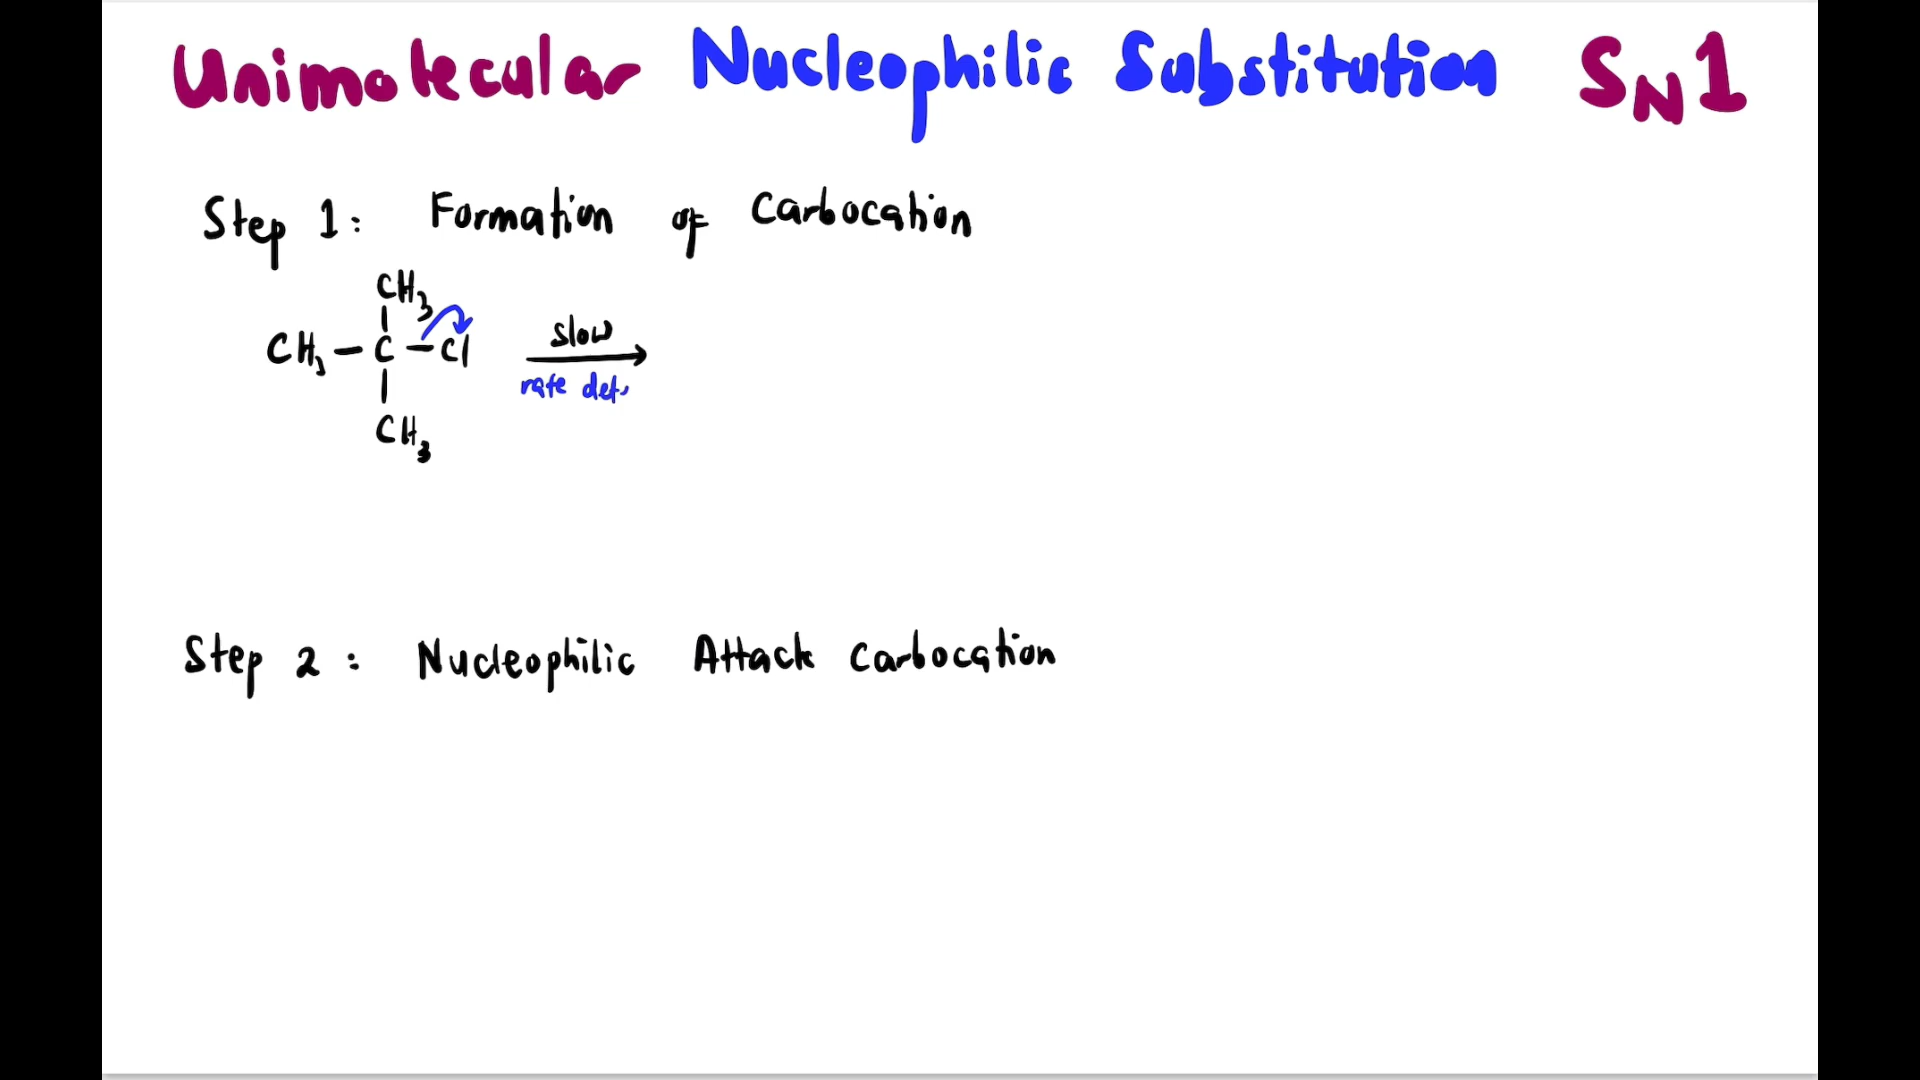 Unimolecular Nucleophilic Substitution SN1
Step 1: Formation of Carbocation
CH3
CH3 - C - Cl slow
rate det.
CH3
Step 2: Nucleophilic Attack Carbocation